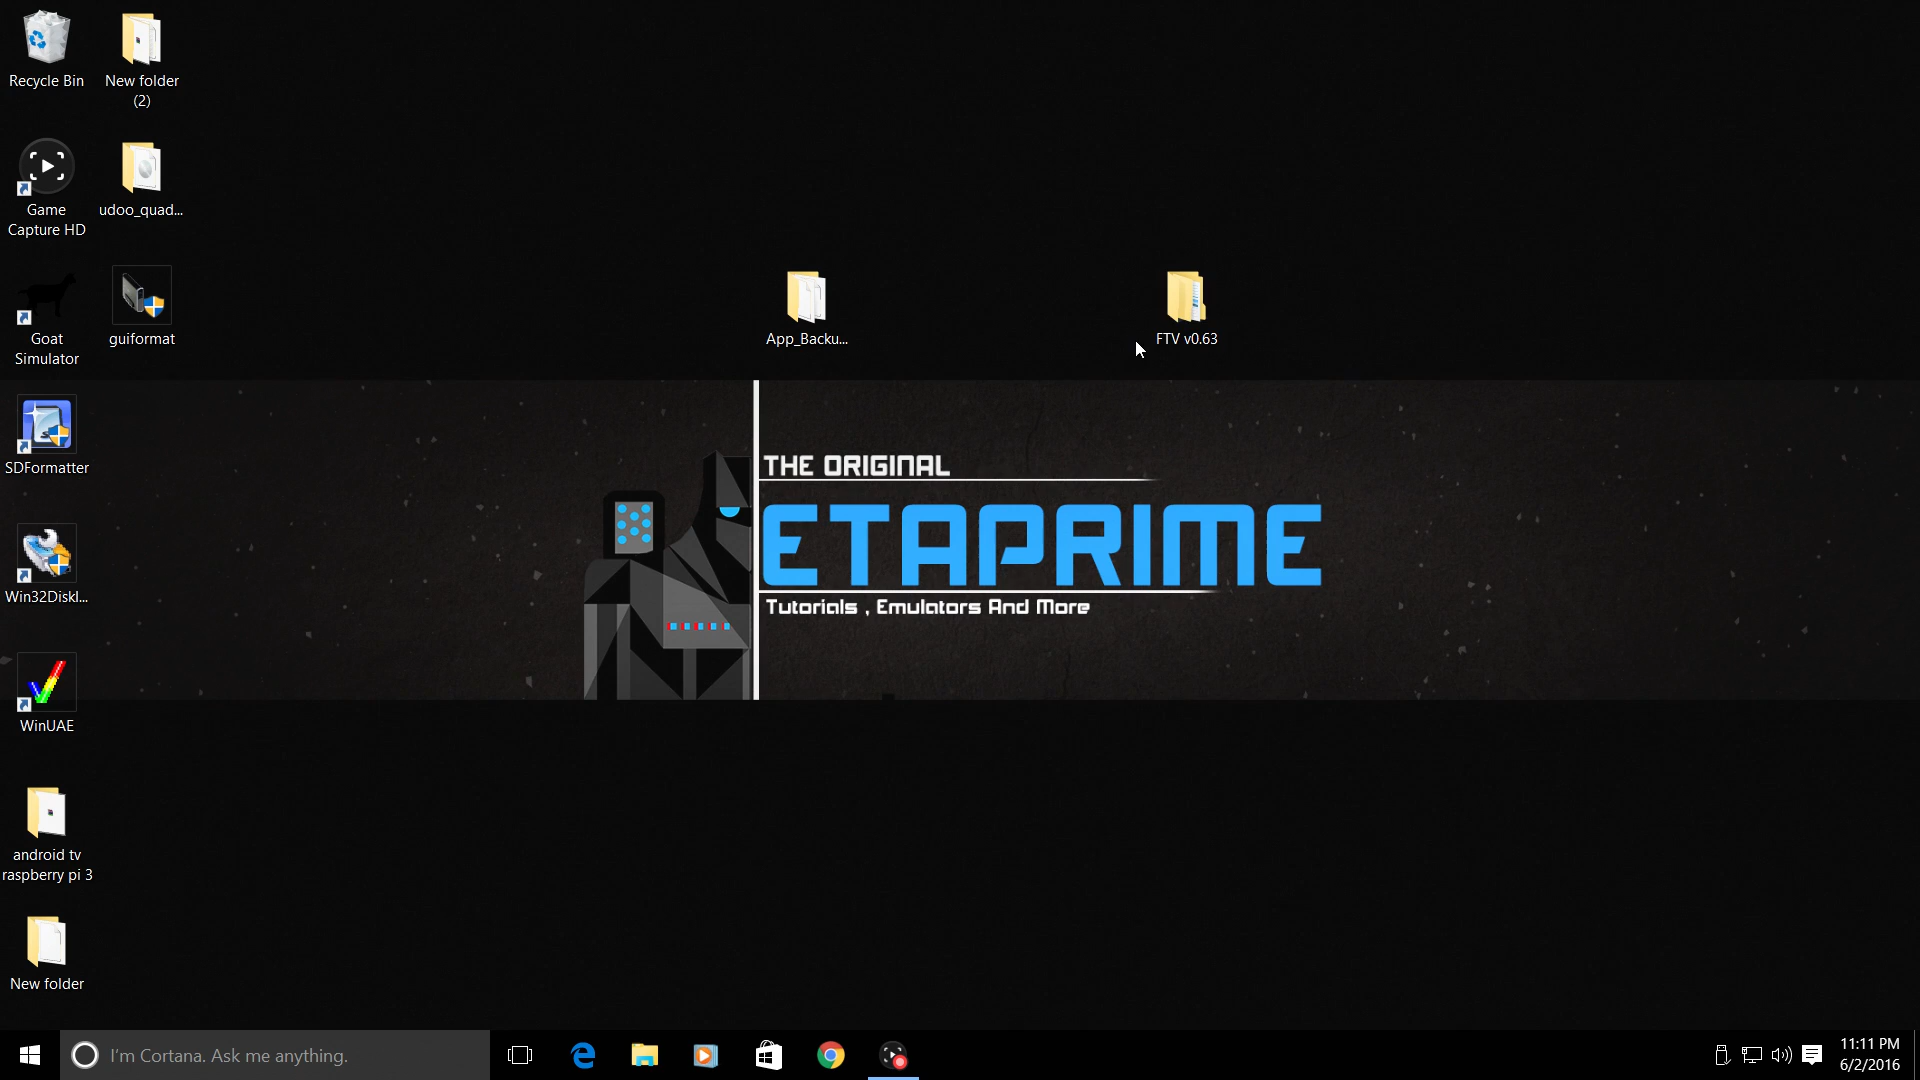 Recycle Bin
New folder
(2)
Game
Capture HD
udoo_quad...
Goat
Simulator
guiformat
App_Backu...
FTV v0.63
SDFormatter
Win32DiskI...
WinUAE
android tv
raspberry pi 3
New folder
THE ORIGINAL
ETAPRIME
Tutorials , Emulators And More
I'm Cortana. Ask me anything.
11:11 PM
6/2/2016